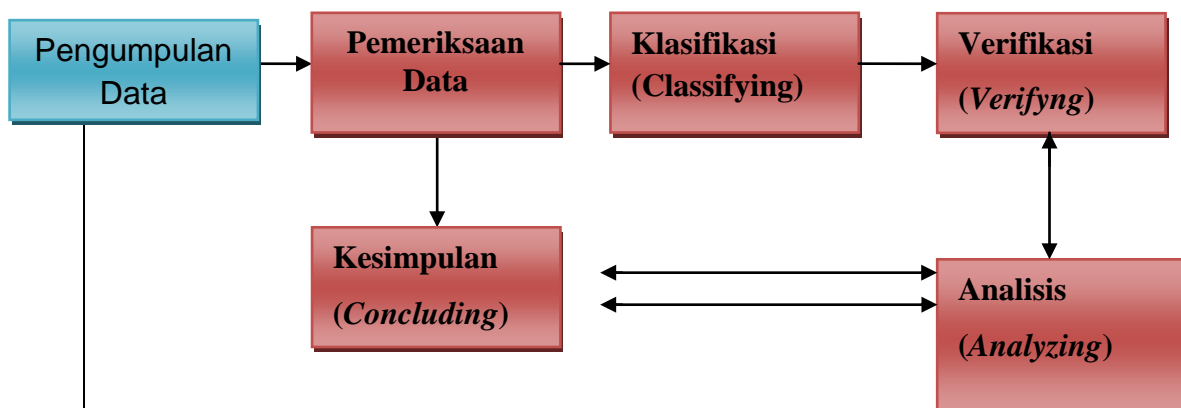 Pengumpulan
Data
Pemeriksaan
Data
Klasifikasi
(Classifying)
Verifikasi
(Verifyng)
Kesimpulan
(Concluding)
Analisis
(Analyzing)